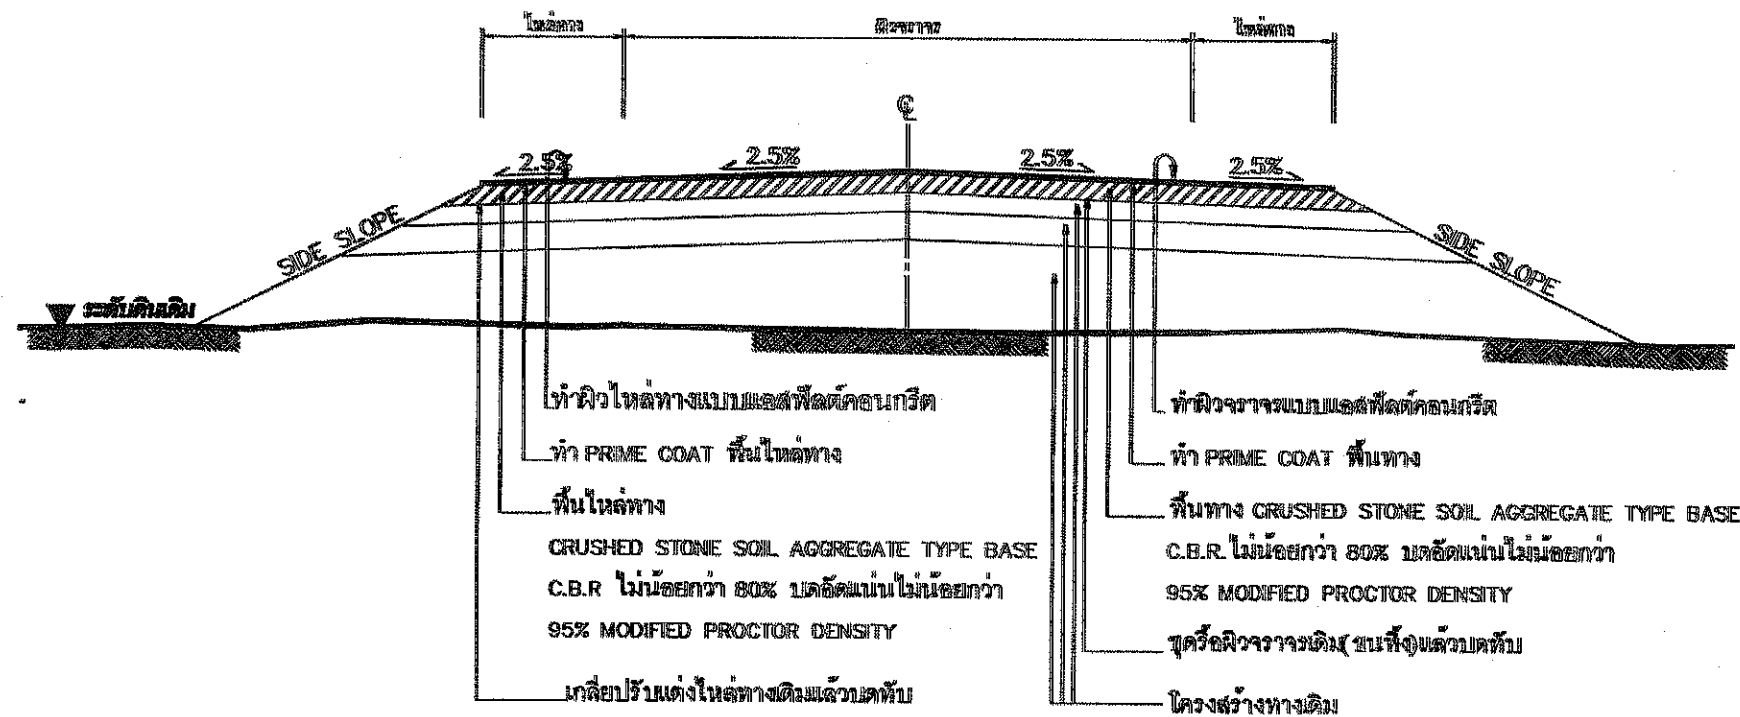 ไหล่ทาง ผิวจราจร ไหล่ทาง
℄
2.5% 2.5% 2.5% 2.5%
SIDE SLOPE
SIDE SLOPE
ระดับดินเดิม
ทำผิวไหล่ทางแบบแอสฟัลต์คอนกรีต
ทำ PRIME COAT พื้นไหล่ทาง
พื้นไหล่ทาง
CRUSHED STONE SOIL AGGREGATE TYPE BASE
C.B.R ไม่น้อยกว่า 80% บดอัดแน่นไม่น้อยกว่า
95% MODIFIED PROCTOR DENSITY
เกลี่ยปรับแต่งไหล่ทางเดิมแล้วบดทับ
ทำผิวจราจรแบบแอสฟัลต์คอนกรีต
ทำ PRIME COAT พื้นทาง
พื้นทาง CRUSHED STONE SOIL AGGREGATE TYPE BASE
C.B.R. ไม่น้อยกว่า 80% บดอัดแน่นไม่น้อยกว่า
95% MODIFIED PROCTOR DENSITY
ขุดรื้อผิวจราจรเดิม(ขนทิ้ง)แล้วบดทับ
โครงสร้างทางเดิม